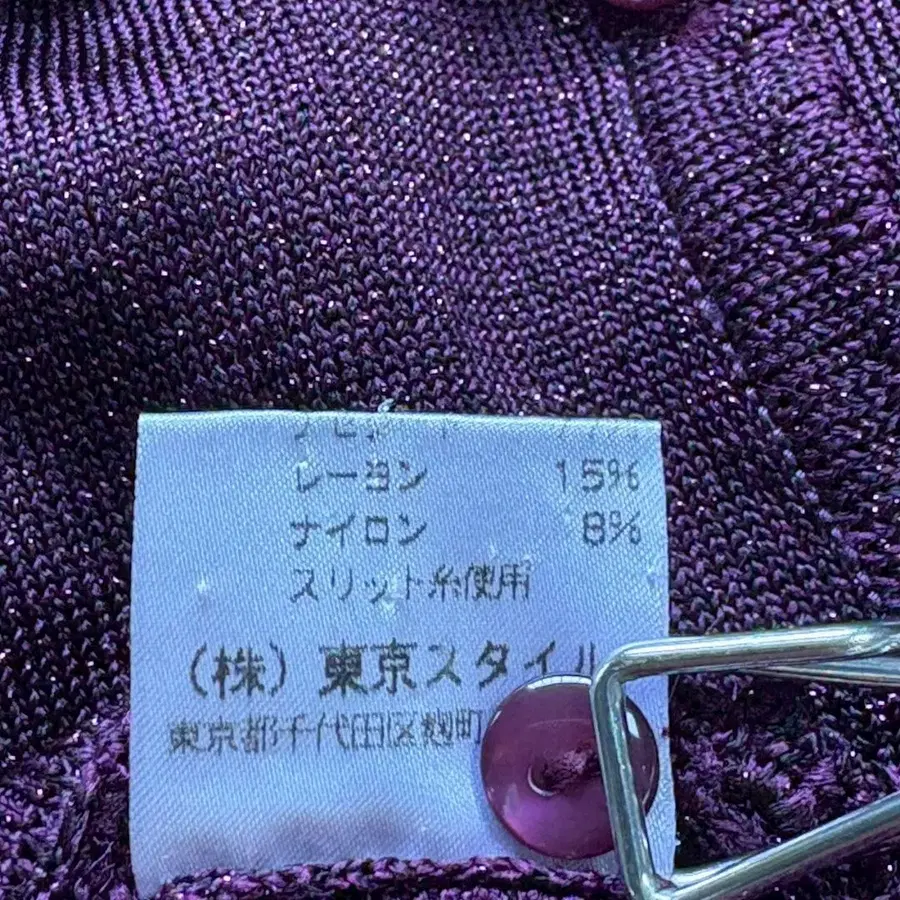 レーヨン 15%
ナイロン 8%
スリット糸使用
(株)東京スタイル
東京都千代田区麹町